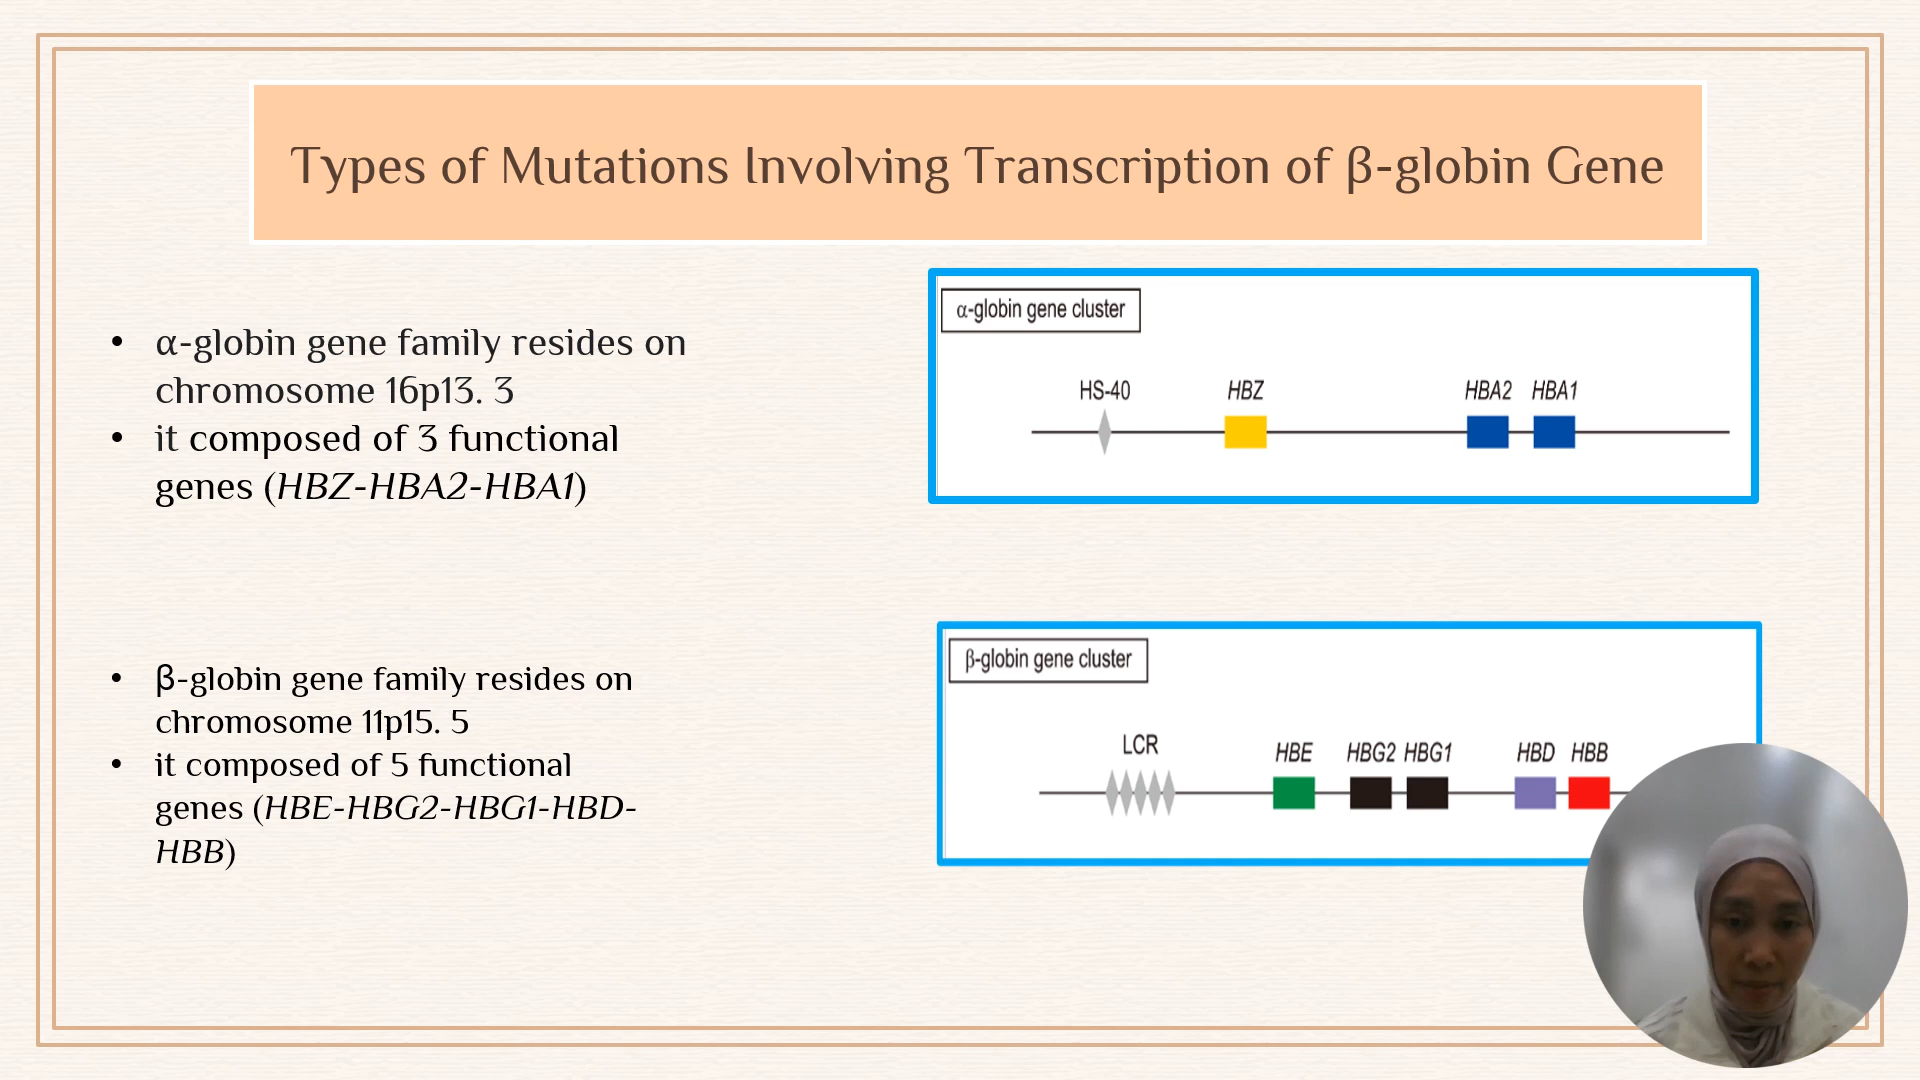 Types of Mutations Involving Transcription of β-globin Gene
• α-globin gene family resides on
chromosome 16p13. 3
• it composed of 3 functional
genes (HBZ-HBA2-HBA1)
α-globin gene cluster
HS-40 HBZ HBA2 HBA1
• β-globin gene family resides on
chromosome 11p15. 5
• it composed of 5 functional
genes (HBE-HBG2-HBG1-HBD-
HBB)
β-globin gene cluster
LCR HBE HBG2 HBG1 HBD HBB